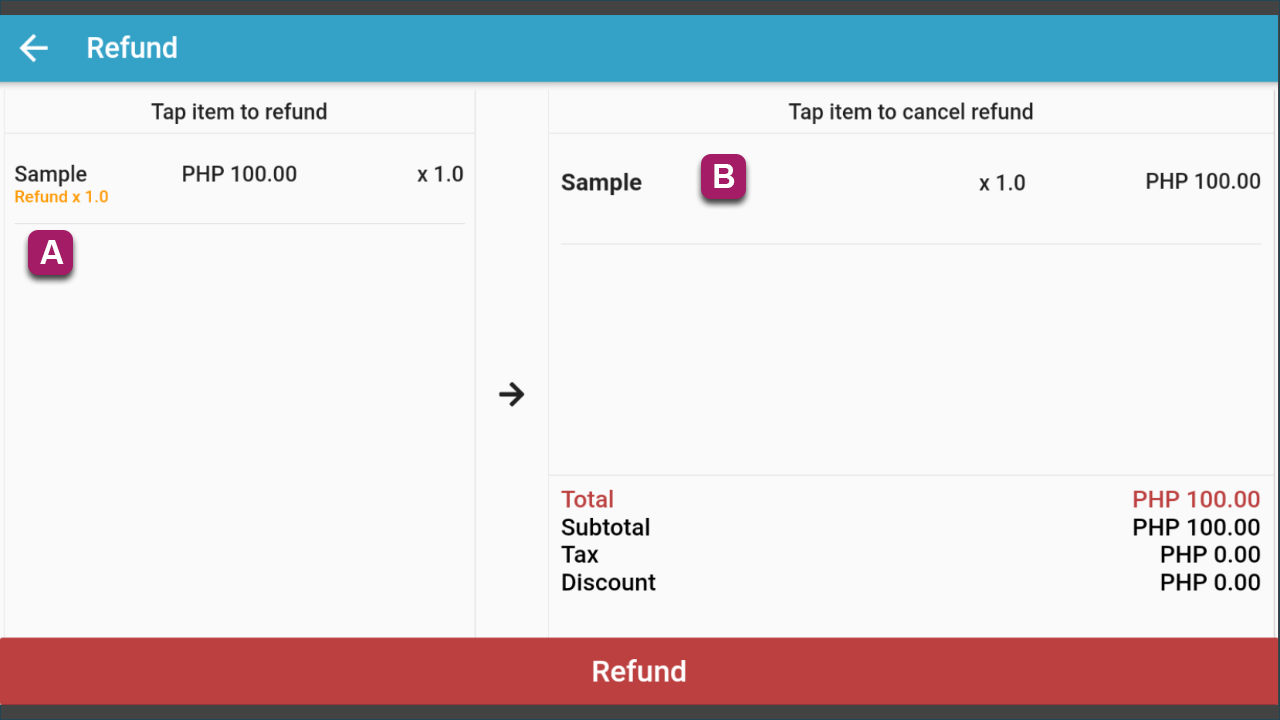 Refund
Tap item to refund
Sample PHP 100.00 x 1.0
Refund x 1.0
A
Tap item to cancel refund
Sample B x 1.0 PHP 100.00
Total PHP 100.00
Subtotal PHP 100.00
Tax PHP 0.00
Discount PHP 0.00
Refund